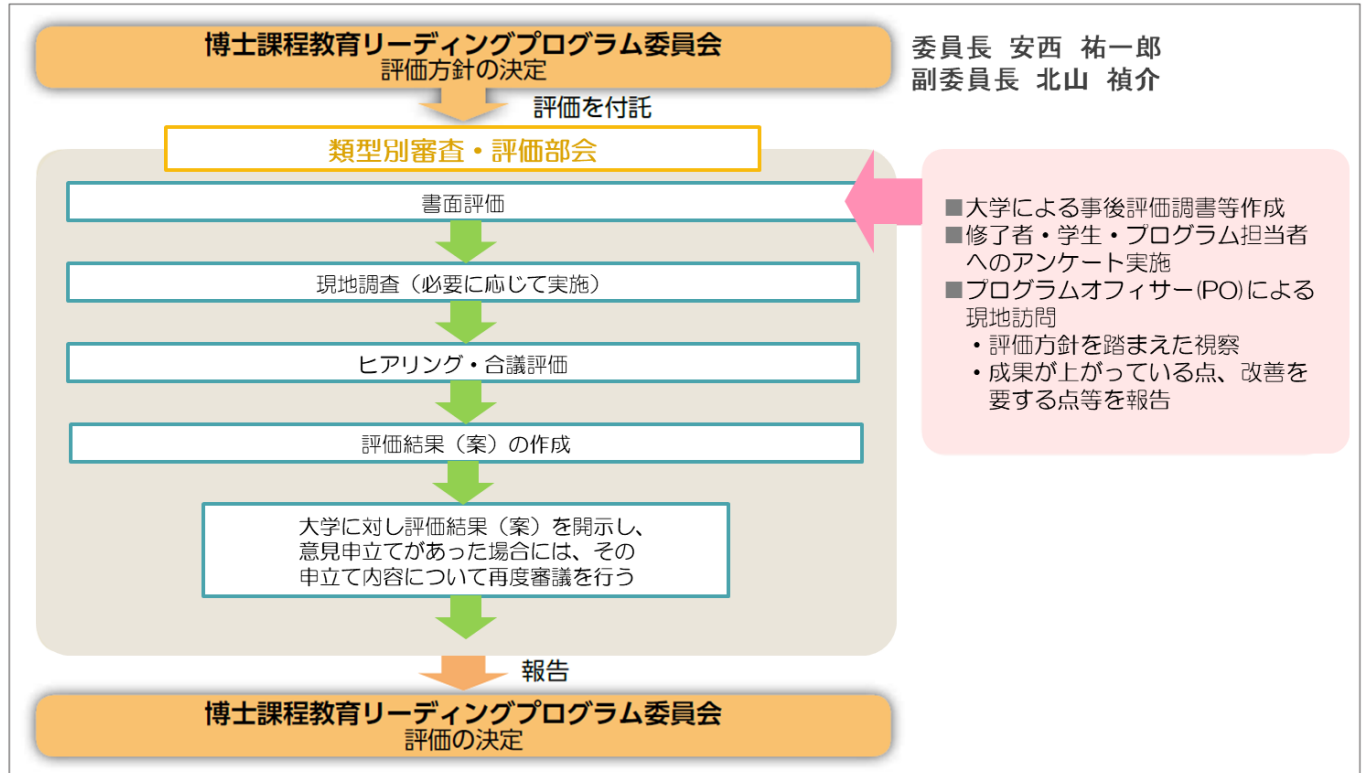 博士課程教育リーディングプログラム委員会
評価方針の決定
委員長 安西 祐一郎
副委員長 北山 禎介
評価を付託
類型別審査・評価部会
書面評価
現地調査（必要に応じて実施）
ヒアリング・合議評価
評価結果（案）の作成
大学に対し評価結果（案）を開示し、
意見申立てがあった場合には、その
申立て内容について再度審議を行う
■大学による事後評価調書等作成
■修了者・学生・プログラム担当者
へのアンケート実施
■プログラムオフィサー(PO)による
現地訪問
・評価方針を踏まえた視察
・成果が上がっている点、改善を
要する点等を報告
報告
博士課程教育リーディングプログラム委員会
評価の決定